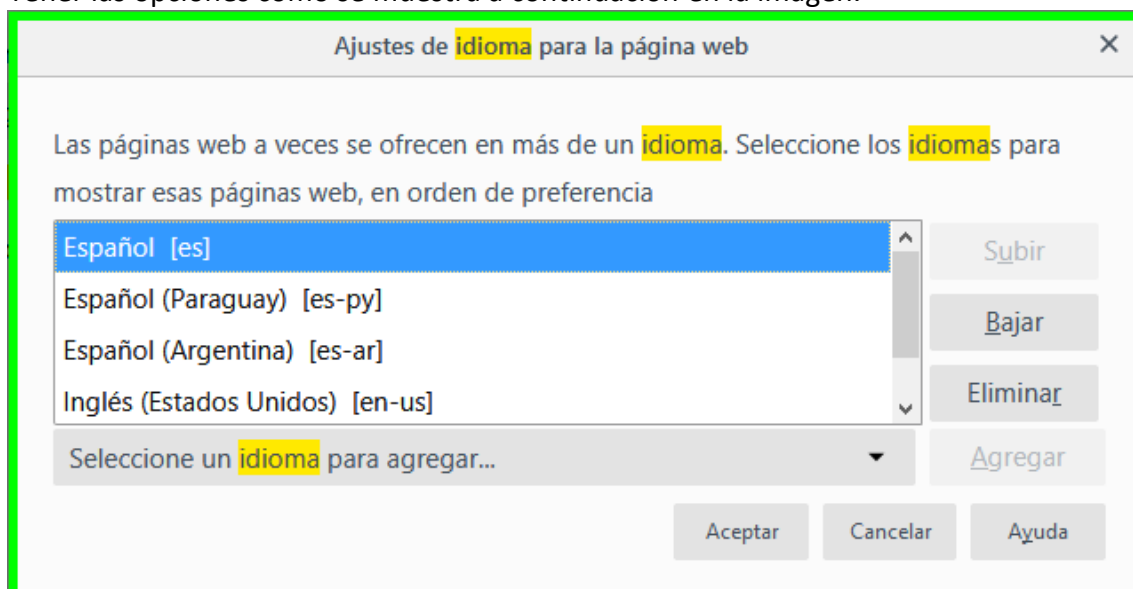 Ajustes de idioma para la página web
Las páginas web a veces se ofrecen en más de un idioma. Seleccione los idiomas para
mostrar esas páginas web, en orden de preferencia
Español [es]
Español (Paraguay) [es-py]
Español (Argentina) [es-ar]
Inglés (Estados Unidos) [en-us]
Subir
Bajar
Eliminar
Seleccione un idioma para agregar...
Agregar
Aceptar
Cancelar
Ayuda